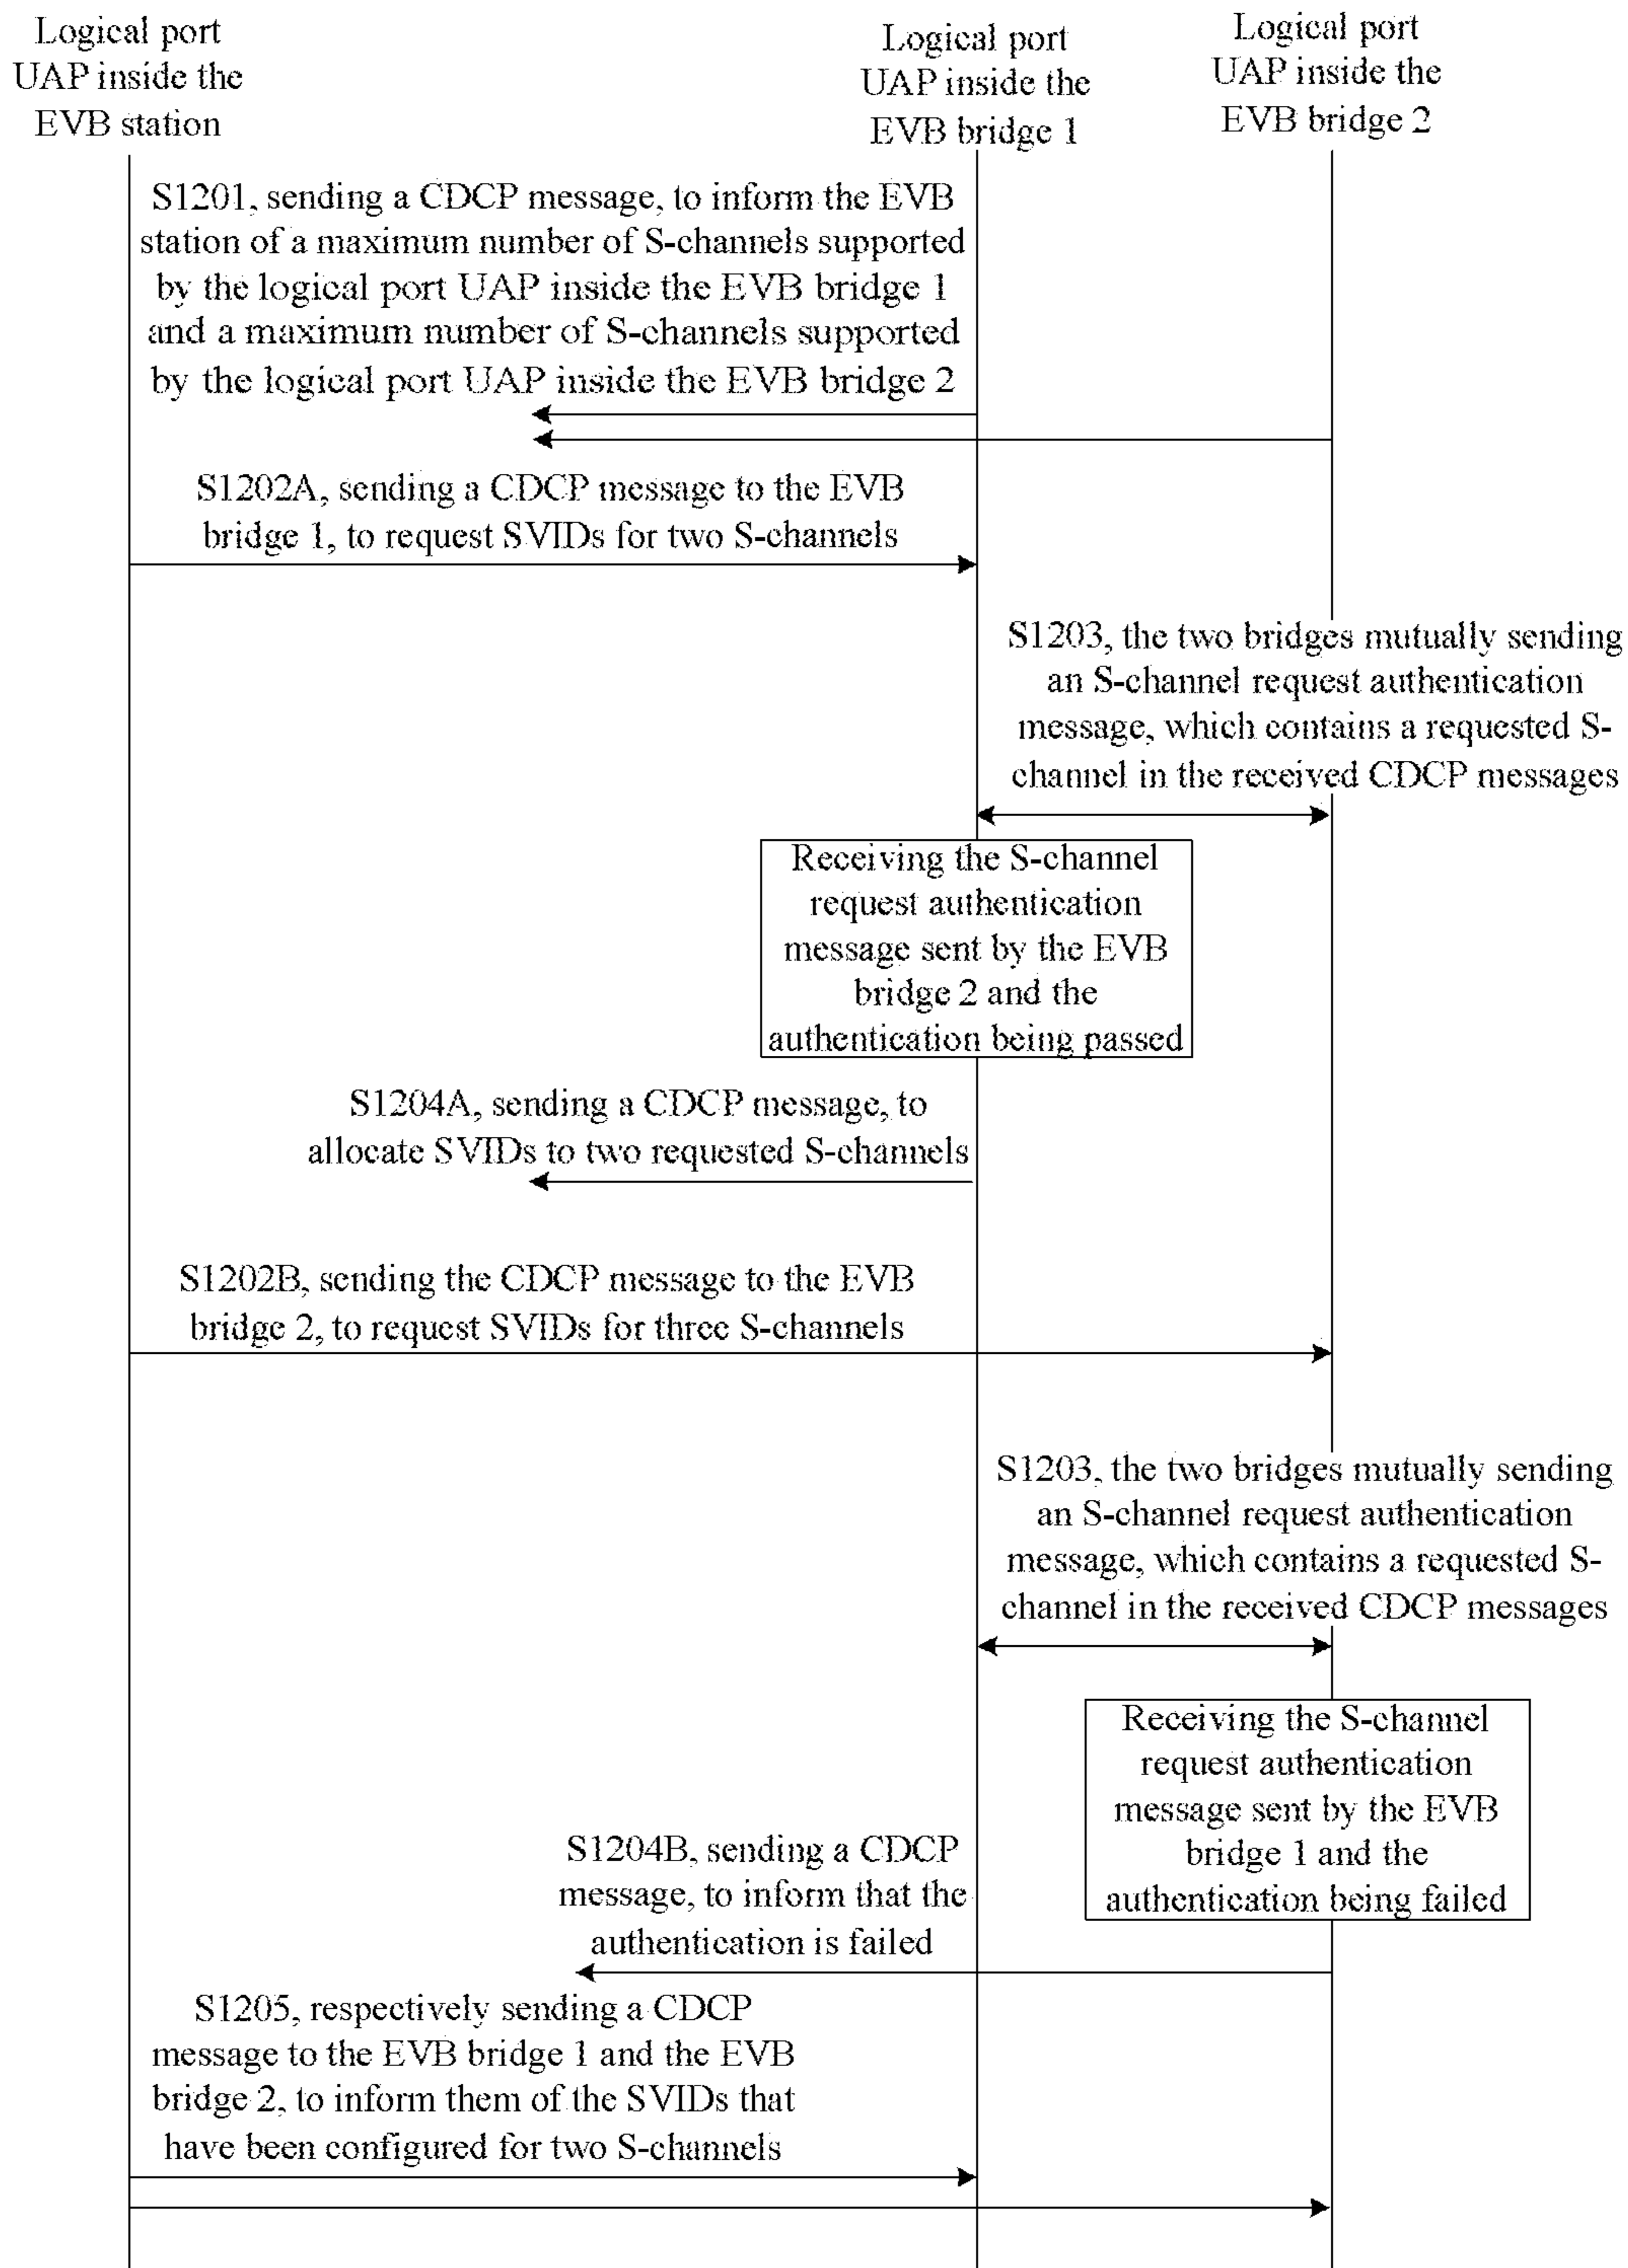 Logical port
UAP inside the
EVB station
Logical port
UAP inside the
EVB bridge 1
Logical port
UAP inside the
EVB bridge 2
S1201, sending a CDCP message, to inform the EVB
station of a maximum number of S-channels supported
by the logical port UAP inside the EVB bridge 1
and a maximum number of S-channels supported
by the logical port UAP inside the EVB bridge 2
S1202A, sending a CDCP message to the EVB
bridge 1, to request SVIDs for two S-channels
S1203, the two bridges mutually sending
an S-channel request authentication
message, which contains a requested S-
channel in the received CDCP messages
Receiving the S-channel
request authentication
message sent by the EVB
bridge 2 and the
authentication being passed
S1204A, sending a CDCP message, to
allocate SVIDs to two requested S-channels
S1202B, sending the CDCP message to the EVB
bridge 2, to request SVIDs for three S-channels
S1203, the two bridges mutually sending
an S-channel request authentication
message, which contains a requested S-
channel in the received CDCP messages
Receiving the S-channel
request authentication
message sent by the EVB
bridge 1 and the
authentication being failed
S1204B, sending a CDCP
message, to inform that the
authentication is failed
S1205, respectively sending a CDCP
message to the EVB bridge 1 and the EVB
bridge 2, to inform them of the SVIDs that
have been configured for two S-channels